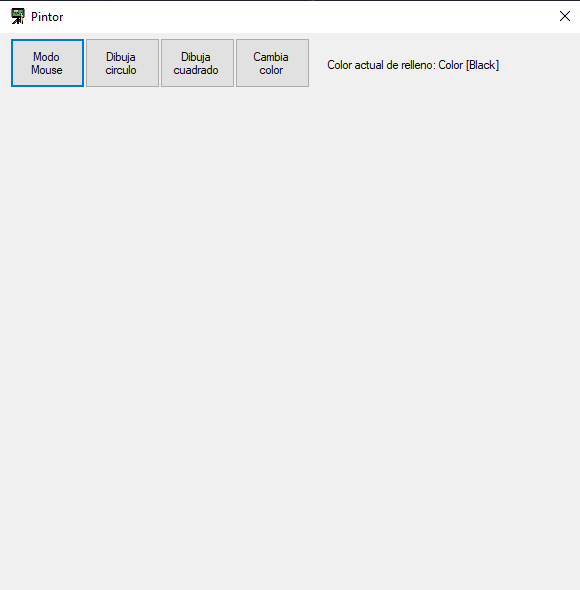 Pintor
Modo
Mouse
Dibuja
circulo
Dibuja
cuadrado
Cambia
color
Color actual de relleno: Color [Black]